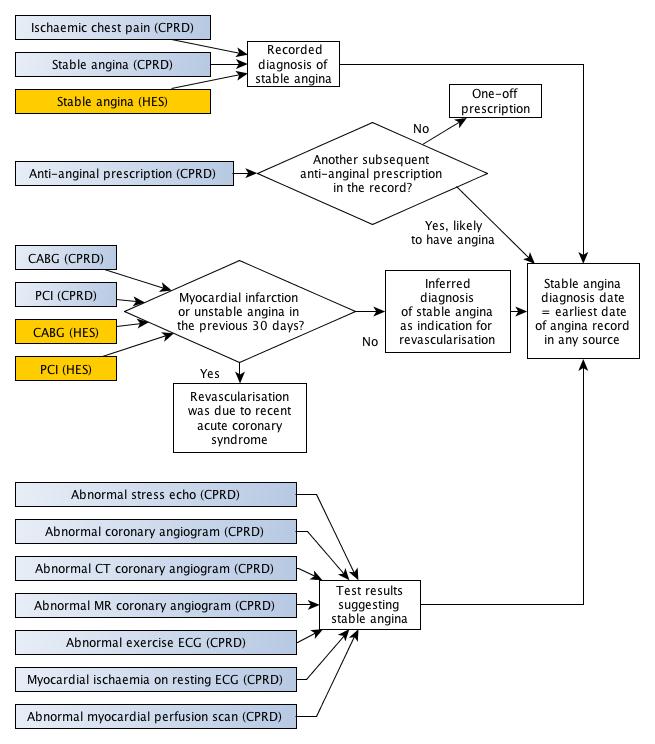 Ischaemic chest pain (CPRD)
Stable angina (CPRD)
Stable angina (HES)
Recorded
diagnosis of
stable angina
One-off
prescription
No
Anti-anginal prescription (CPRD)
Another subsequent
anti-anginal prescription
in the record?
Yes, likely
to have angina
CABG (CPRD)
PCI (CPRD)
CABG (HES)
PCI (HES)
Myocardial infarction
or unstable angina in
the previous 30 days?
No
Inferred
diagnosis
of stable angina
as indication for
revascularisation
Stable angina
diagnosis date
= earliest date
of angina record
in any source
Yes
Revascularisation
was due to recent
acute coronary
syndrome
Abnormal stress echo (CPRD)
Abnormal coronary angiogram (CPRD)
Abnormal CT coronary angiogram (CPRD)
Abnormal MR coronary angiogram (CPRD)
Abnormal exercise ECG (CPRD)
Myocardial ischaemia on resting ECG (CPRD)
Abnormal myocardial perfusion scan (CPRD)
Test results
suggesting
stable angina